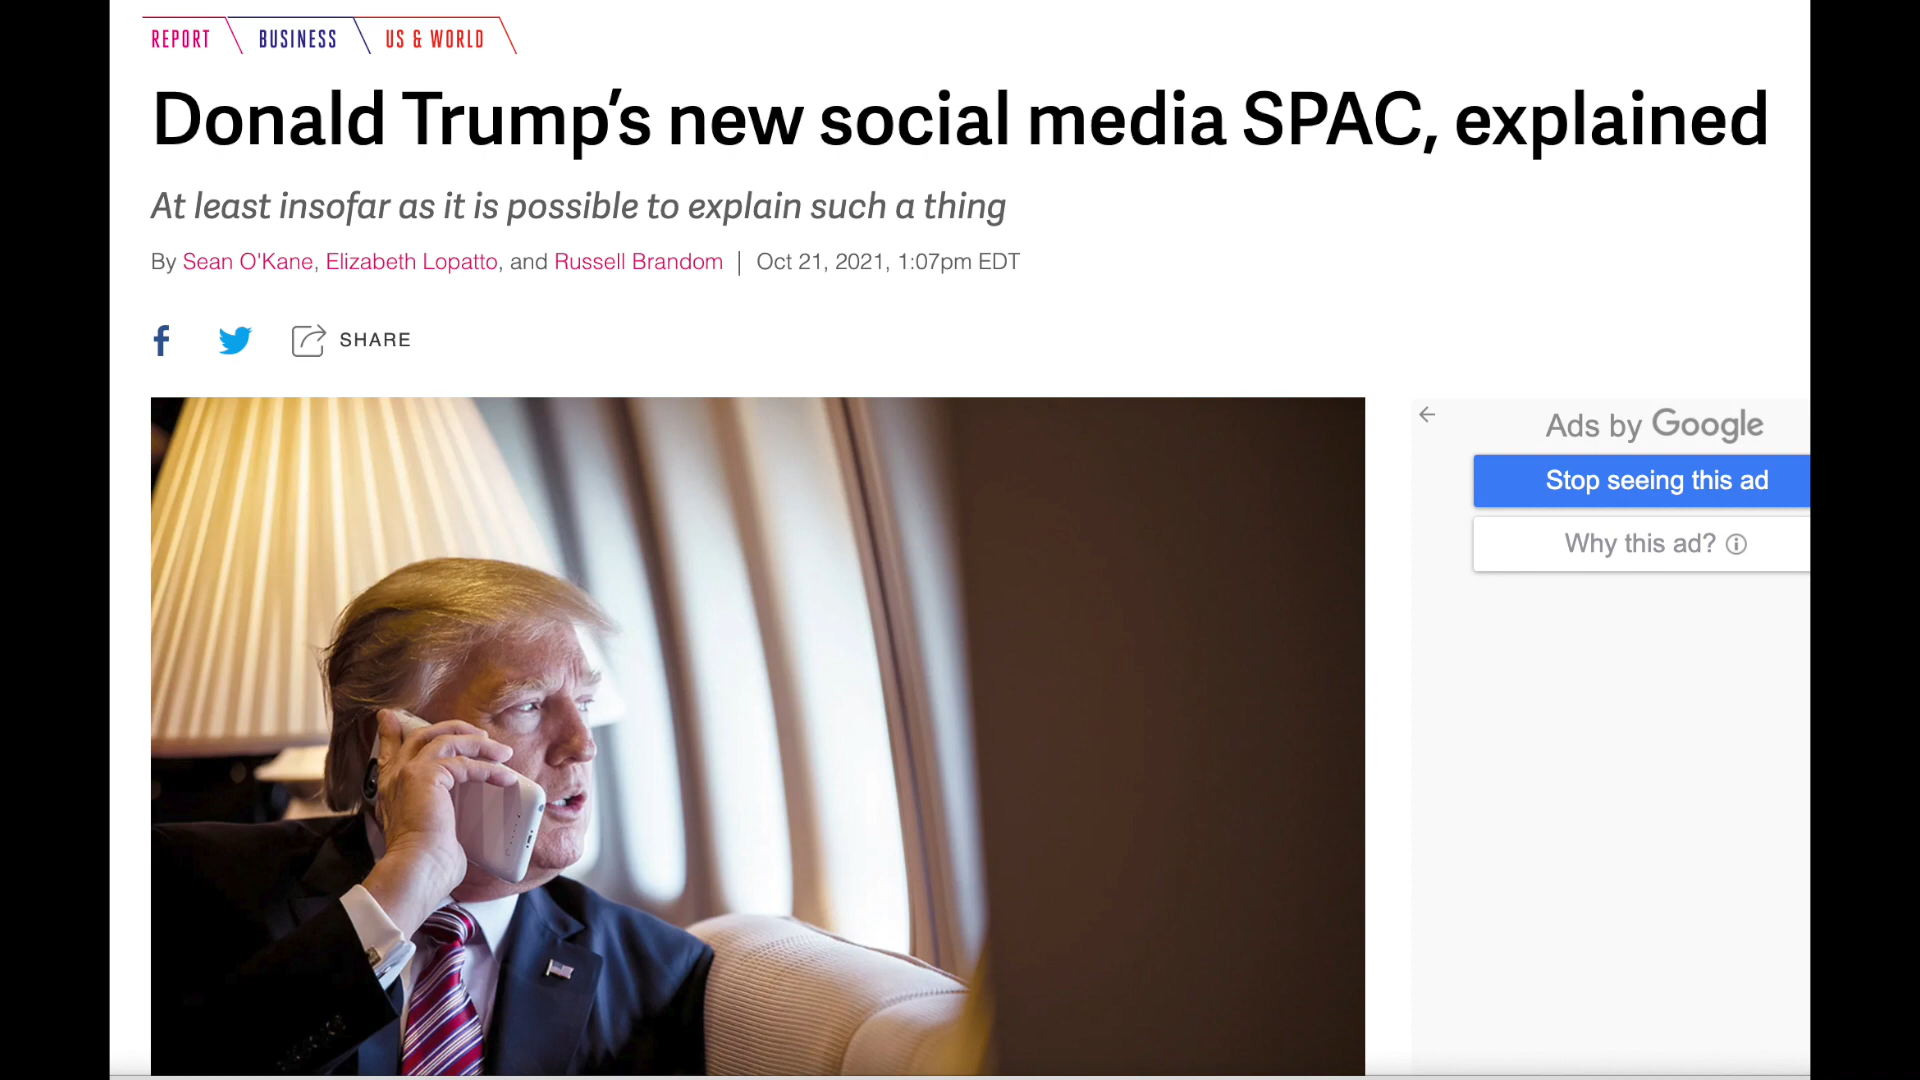 REPORT BUSINESS US & WORLD
Donald Trump's new social media SPAC, explained
At least insofar as it is possible to explain such a thing
By Sean O'Kane, Elizabeth Lopatto, and Russell Brandom | Oct 21, 2021, 1:07pm EDT
SHARE
Ads by Google
Stop seeing this ad
Why this ad?